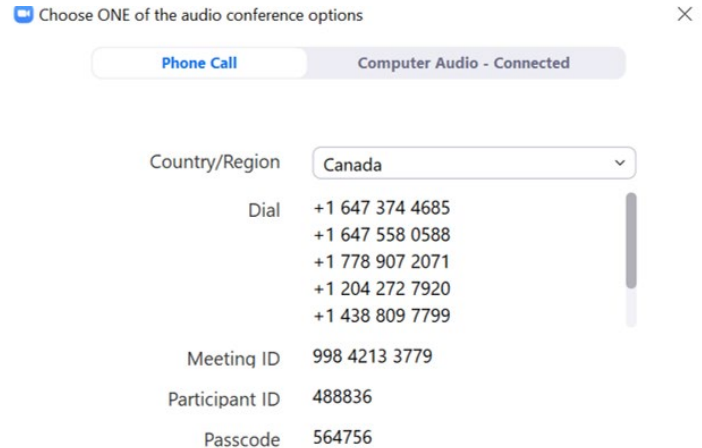 Choose ONE of the audio conference options
Phone Call Computer Audio - Connected
Country/Region Canada
Dial +1 647 374 4685
+1 647 558 0588
+1 778 907 2071
+1 204 272 7920
+1 438 809 7799
Meeting ID 998 4213 3779
Participant ID 488836
Passcode 564756